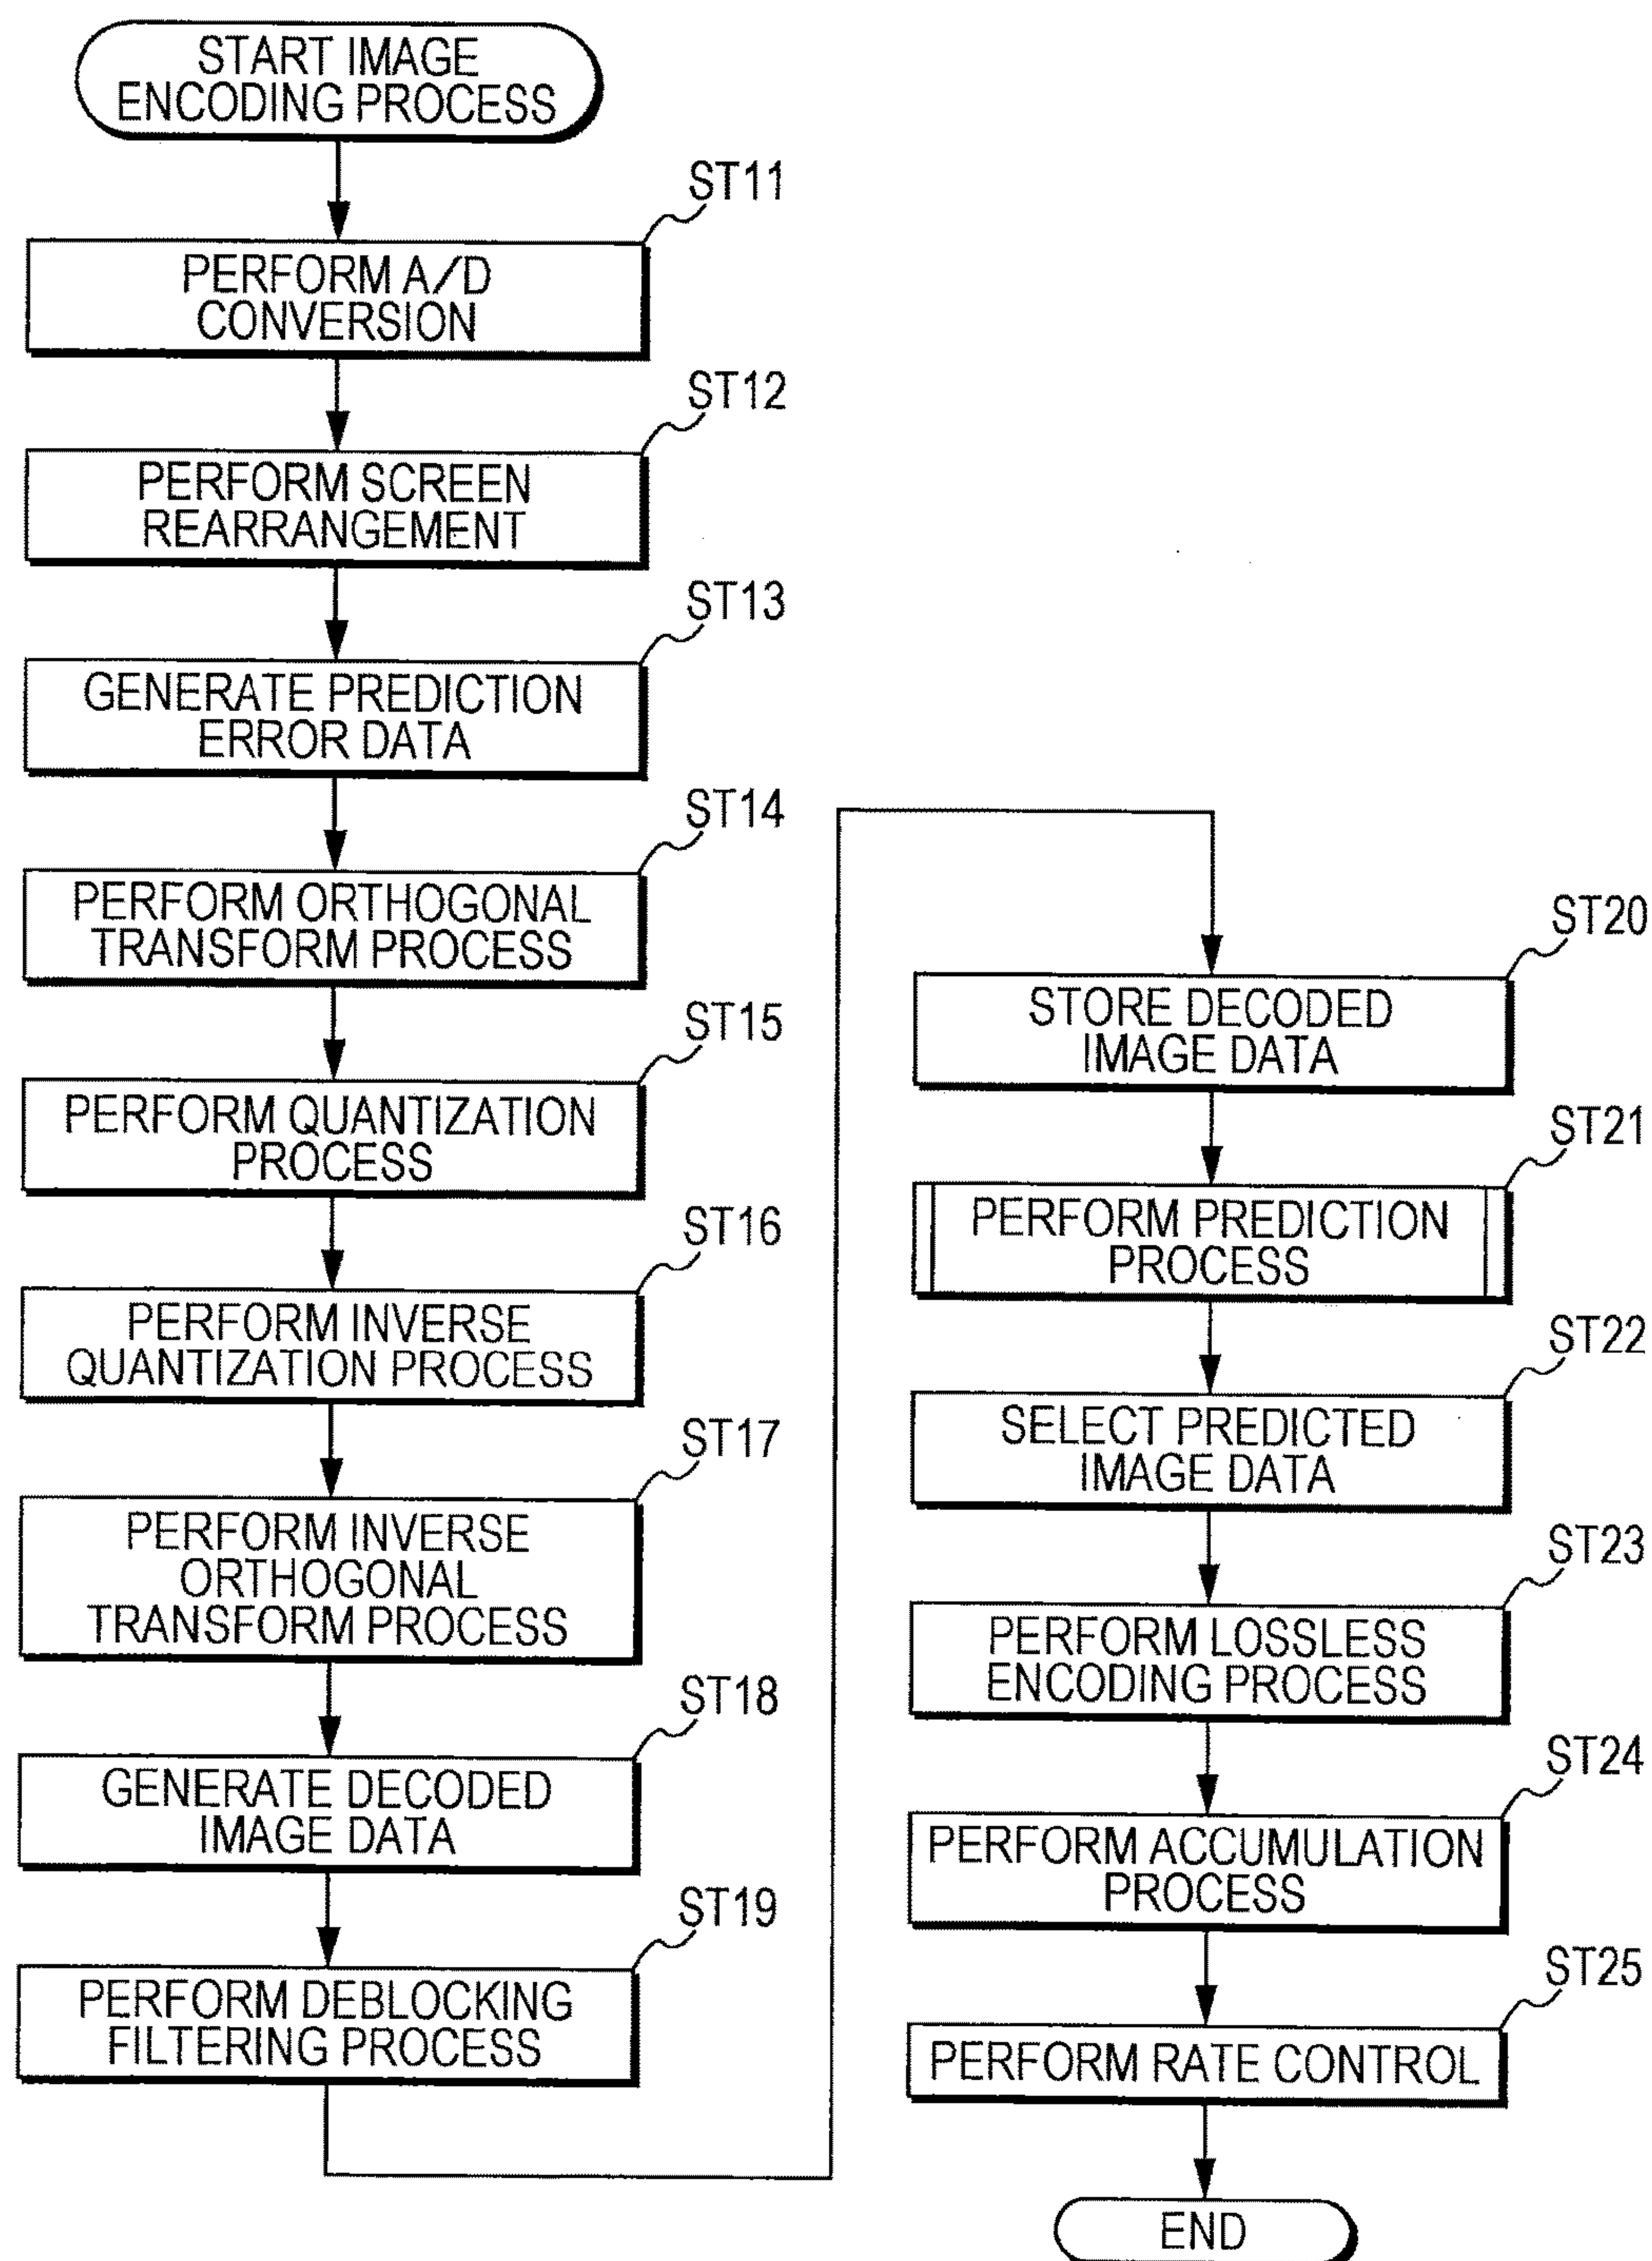 START IMAGE
ENCODING PROCESS
ST11
PERFORM A/D
CONVERSION
ST12
PERFORM SCREEN
REARRANGEMENT
ST13
GENERATE PREDICTION
ERROR DATA
ST14
PERFORM ORTHOGONAL
TRANSFORM PROCESS
ST15
PERFORM QUANTIZATION
PROCESS
ST16
PERFORM INVERSE
QUANTIZATION PROCESS
ST17
PERFORM INVERSE
ORTHOGONAL
TRANSFORM PROCESS
ST18
GENERATE DECODED
IMAGE DATA
ST19
PERFORM DEBLOCKING
FILTERING PROCESS
ST20
STORE DECODED
IMAGE DATA
ST21
PERFORM PREDICTION
PROCESS
ST22
SELECT PREDICTED
IMAGE DATA
ST23
PERFORM LOSSLESS
ENCODING PROCESS
ST24
PERFORM ACCUMULATION
PROCESS
ST25
PERFORM RATE CONTROL
END